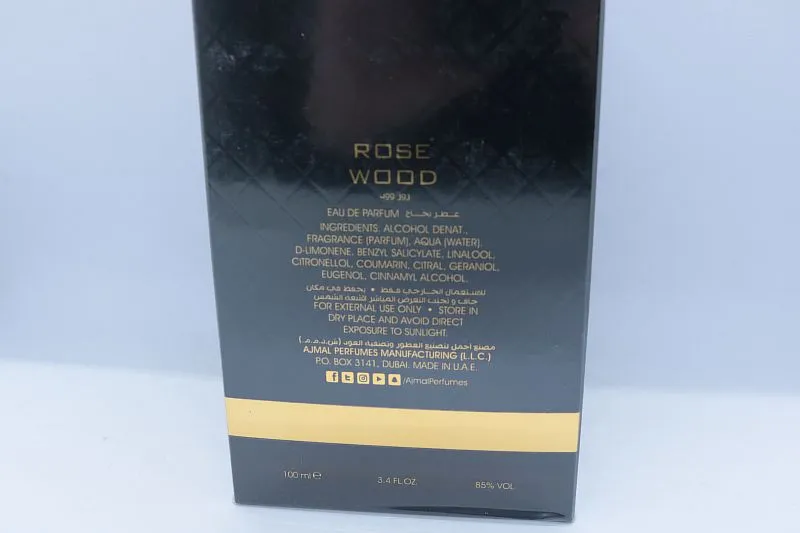 ROSE
WOOD
روز وود
EAU DE PARFUM عطر بخاخ
INGREDIENTS: ALCOHOL DENAT.,
FRAGRANCE (PARFUM), AQUA (WATER),
D-LIMONENE, BENZYL SALICYLATE, LINALOOL,
CITRONELLOL, COUMARIN, CITRAL, GERANIOL,
EUGENOL, CINNAMYL ALCOHOL.
للاستعمال الخارجي فقط • يحفظ في مكان
جاف و تجنب التعرض المباشر لأشعة الشمس
FOR EXTERNAL USE ONLY • STORE IN
DRY PLACE AND AVOID DIRECT
EXPOSURE TO SUNLIGHT.
مصنع اجمل لتصنيع العطور وتصفية العود (ش.ذ.م.م.)
AJMAL PERFUMES MANUFACTURING (L.L.C.)
P.O. BOX 3141, DUBAI. MADE IN U.A.E.
/AjmalPerfumes
100 ml e
3.4 FL.OZ.
85% VOL